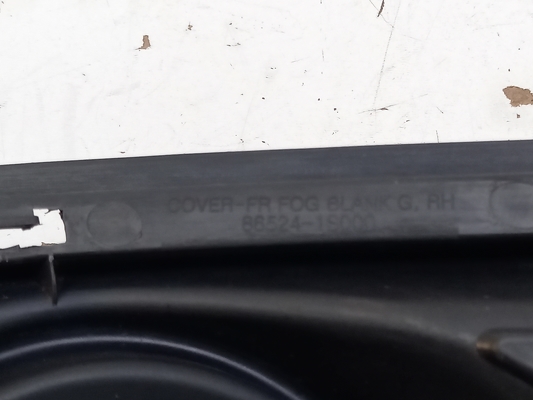 COVER-FR FOG BLANK'G, RH
86524-1S000